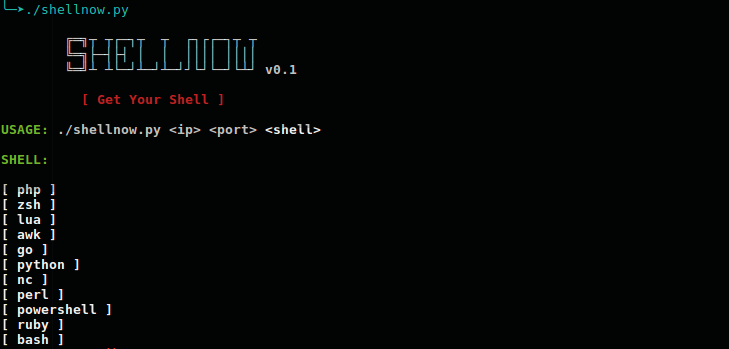 ./shellnow.py
SHELLNOW v0.1
[ Get Your Shell ]
USAGE: ./shellnow.py <ip> <port> <shell>
SHELL:
[ php ]
[ zsh ]
[ lua ]
[ awk ]
[ go ]
[ python ]
[ nc ]
[ perl ]
[ powershell ]
[ ruby ]
[ bash ]